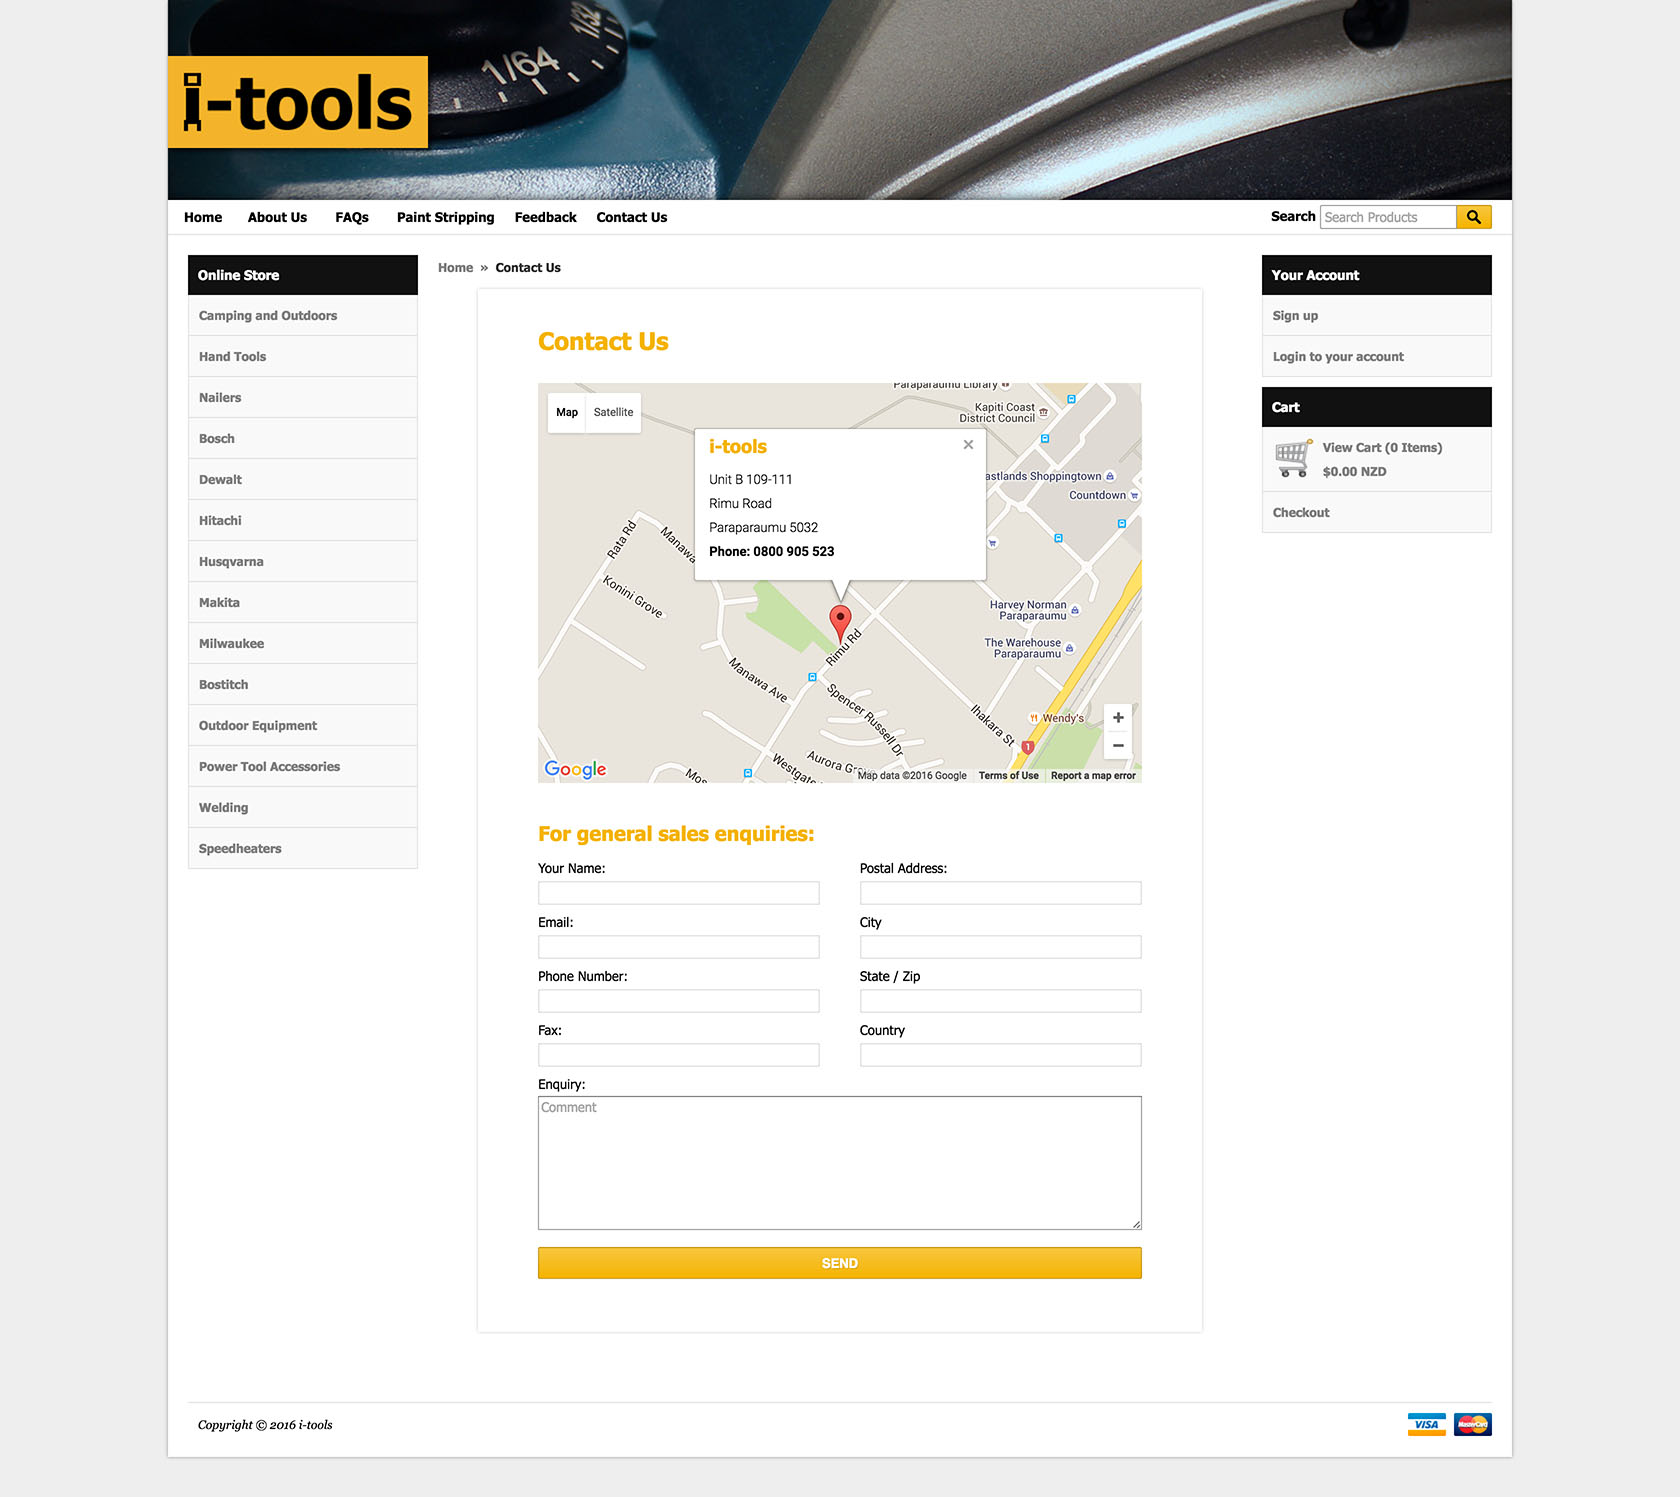 1/64
1/32
i-tools
Home
About Us
FAQs
Paint Stripping
Feedback
Contact Us
Search
Search Products
Online Store
Camping and Outdoors
Hand Tools
Nailers
Bosch
Dewalt
Hitachi
Husqvarna
Makita
Milwaukee
Bostitch
Outdoor Equipment
Power Tool Accessories
Welding
Speedheaters
Home » Contact Us
Contact Us
Map
Satellite
Paraparaumu Library
Kapiti Coast
District Council
astlands Shoppingtown
Countdown
i-tools
Unit B 109-111
Rimu Road
Paraparaumu 5032
Phone: 0800 905 523
Rata Rd
Manawa
Konini Grove
Harvey Norman
Paraparaumu
The Warehouse
Paraparaumu
Rimu Rd
Manawa Ave
Spencer Russell Dr
Ihakara St
Wendy's
1
Aurora Gr
Westgate
Mos
Google
Map data ©2016 Google
Terms of Use
Report a map error
For general sales enquiries:
Your Name:
Postal Address:
Email:
City
Phone Number:
State / Zip
Fax:
Country
Enquiry:
Comment
SEND
Your Account
Sign up
Login to your account
Cart
View Cart (0 Items)
$0.00 NZD
Checkout
Copyright © 2016 i-tools
VISA
MasterCard